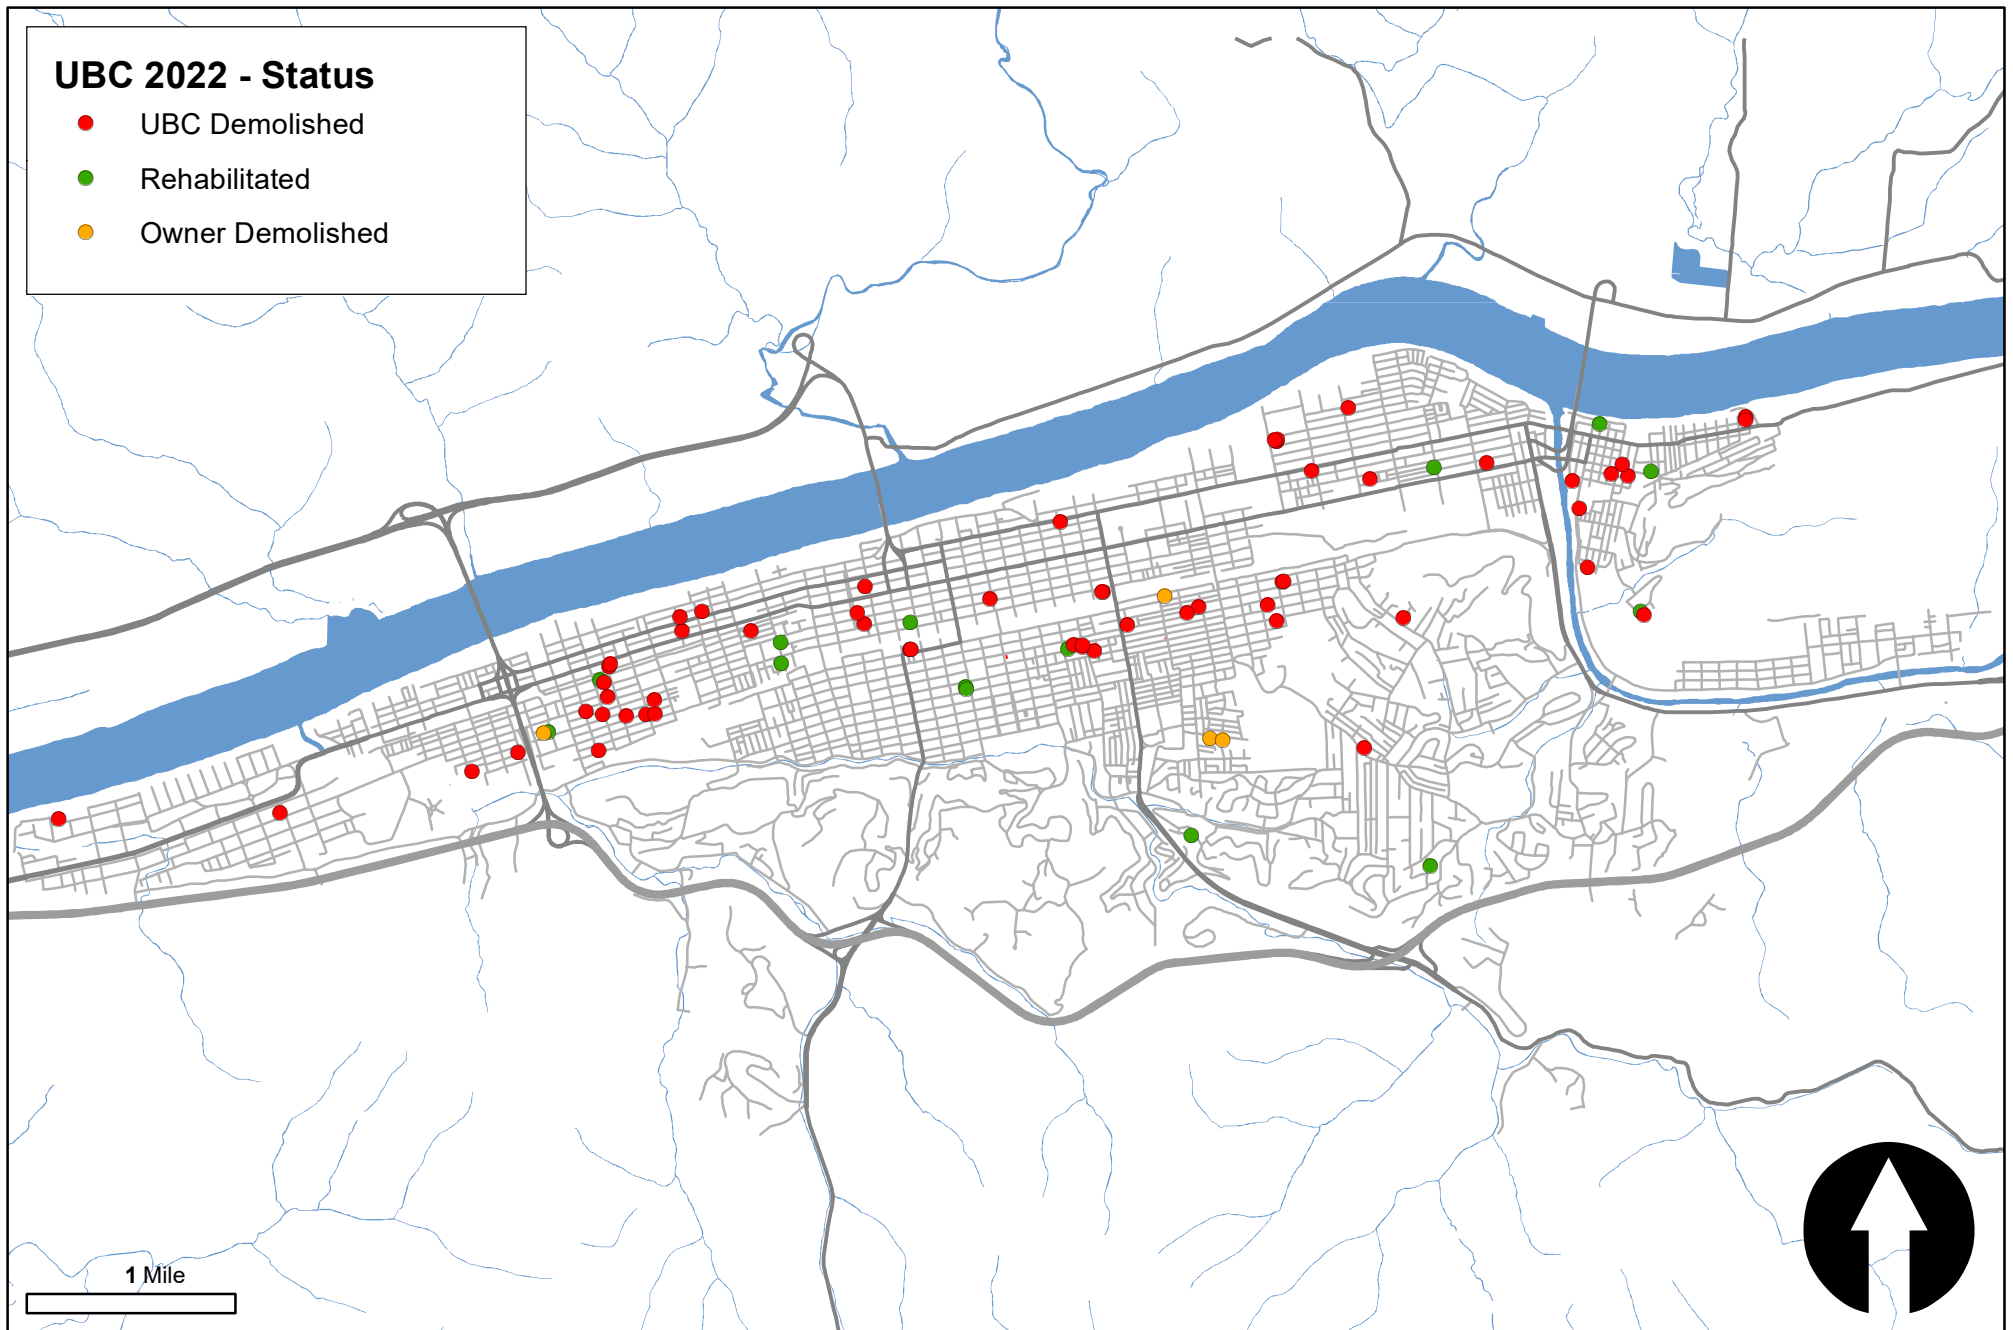 UBC 2022 - Status
UBC Demolished
Rehabilitated
Owner Demolished
1 Mile